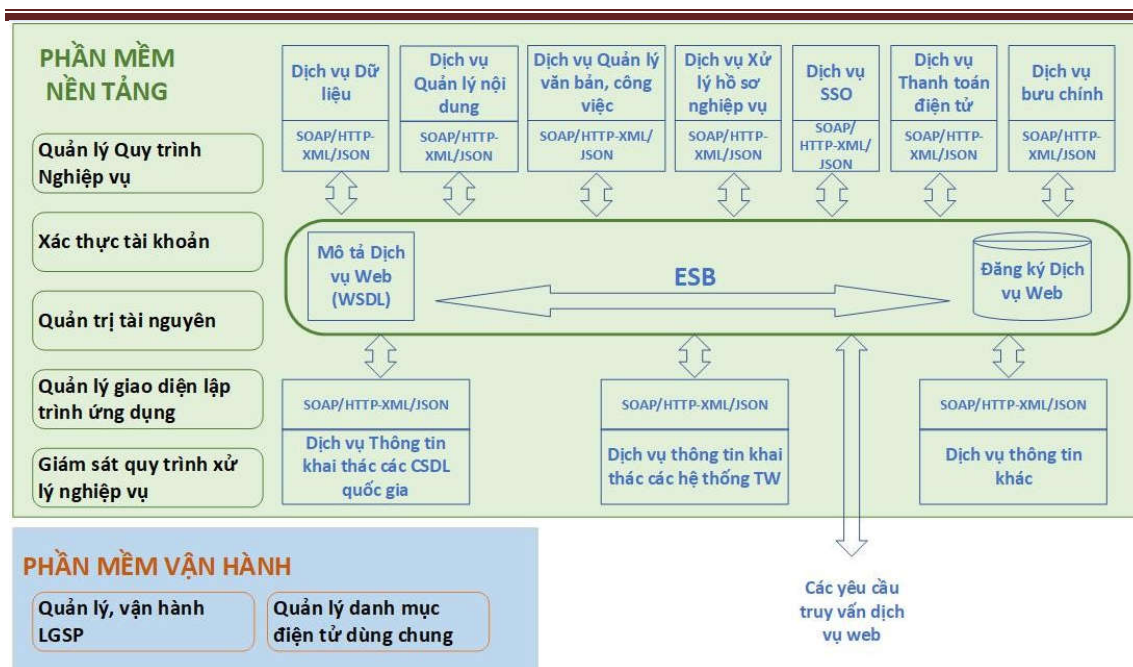 PHẦN MỀM
NỀN TẢNG
Quản lý Quy trình
Nghiệp vụ
Xác thực tài khoản
Quản trị tài nguyên
Quản lý giao diện lập
trình ứng dụng
Giám sát quy trình xử
lý nghiệp vụ
Dịch vụ Dữ
liệu
SOAP/HTTP-
XML/JSON
Dịch vụ
Quản lý nội
dung
SOAP/HTTP-
XML/JSON
Dịch vụ Quản lý
văn bản, công
việc
SOAP/HTTP-XML/
JSON
Dịch vụ Xử
lý hồ sơ
nghiệp vụ
SOAP/HTTP-
XML/JSON
Dịch vụ
SSO
SOAP/
HTTP-XML/
JSON
Dịch vụ
Thanh toán
điện tử
SOAP/HTTP-
XML/JSON
Dịch vụ
bưu chính
SOAP/HTTP-
XML/JSON
Mô tả Dịch
vụ Web
(WSDL)
ESB
Đăng ký Dịch
vụ Web
SOAP/HTTP-XML/JSON
Dịch vụ Thông tin
khai thác các CSDL
quốc gia
SOAP/HTTP-XML/JSON
Dịch vụ thông tin khai
thác các hệ thống TW
SOAP/HTTP-XML/JSON
Dịch vụ thông tin
khác
PHẦN MỀM VẬN HÀNH
Quản lý, vận hành
LGSP
Quản lý danh mục
điện tử dùng chung
Các yêu cầu
truy vấn dịch
vụ web